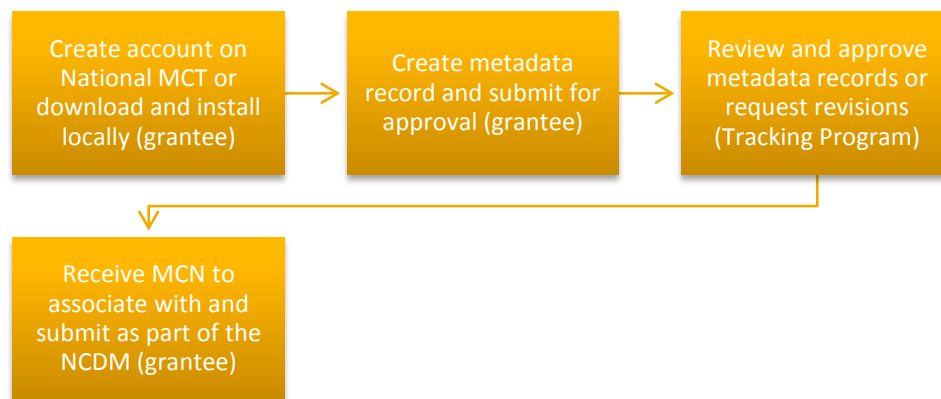 Create account on
National MCT or
download and install
locally (grantee)
Create metadata
record and submit for
approval (grantee)
Review and approve
metadata records or
request revisions
(Tracking Program)
Receive MCN to
associate with and
submit as part of the
NCDM (grantee)